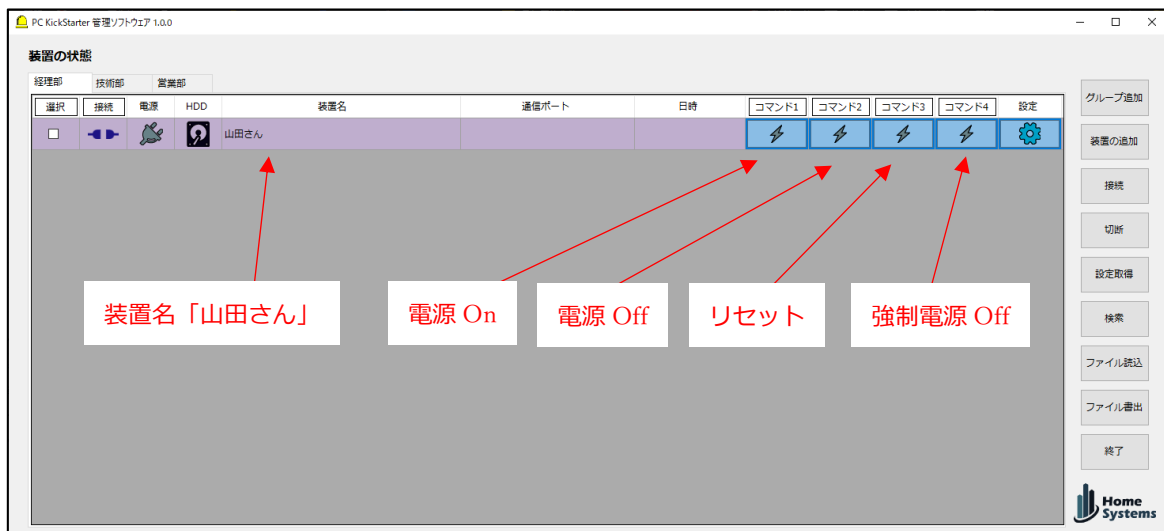 PC KickStarter 管理ソフトウェア 1.0.0
装置の状態
経理部 技術部 営業部
選択 接続 電源 HDD 装置名 通信ポート 日時 コマンド1 コマンド2 コマンド3 コマンド4 設定
山田さん
装置名「山田さん」
電源 On
電源 Off
リセット
強制電源 Off
グループ追加
装置の追加
接続
切断
設定取得
検索
ファイル読込
ファイル書出
終了
Home
Systems